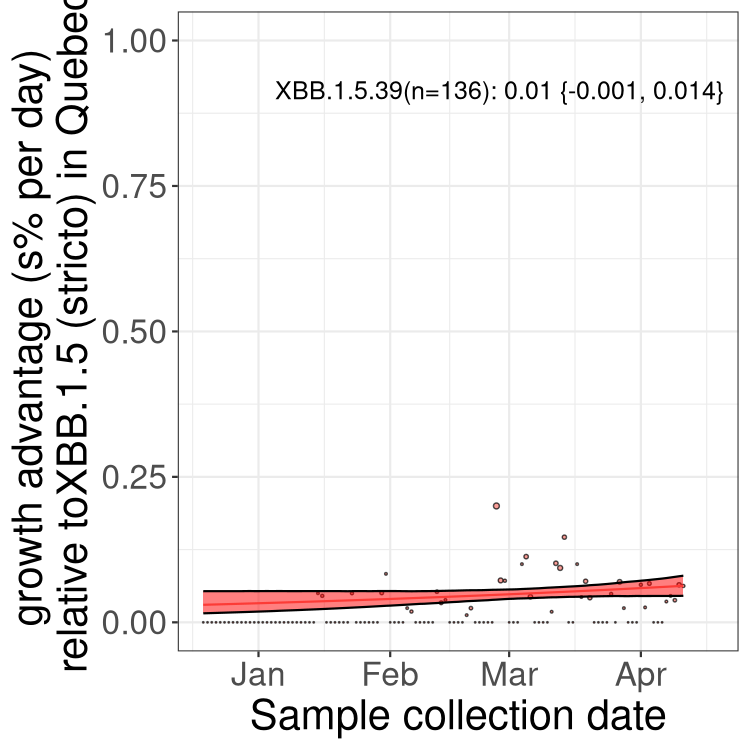 growth advantage (s% per day)
relative toXBB.1.5 (stricto) in Quebec
1.00
0.75
0.50
0.25
0.00
XBB.1.5.39(n=136): 0.01 {-0.001, 0.014}
Jan
Feb
Mar
Apr
Sample collection date